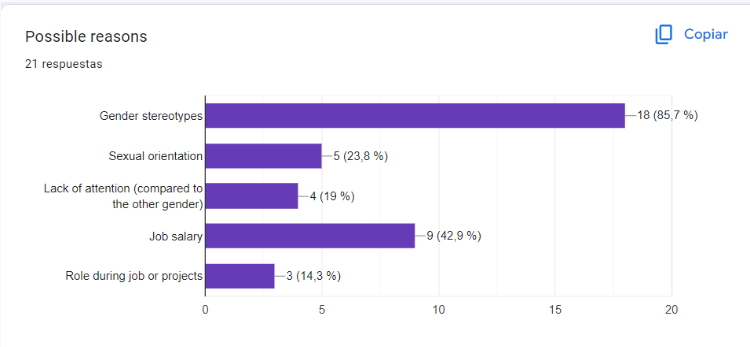 Possible reasons
Copiar
21 respuestas
Gender stereotypes
18 (85,7 %)
Sexual orientation
5 (23,8 %)
Lack of attention (compared to
the other gender)
4 (19 %)
Job salary
9 (42,9 %)
Role during job or projects
3 (14,3 %)
0
5
10
15
20